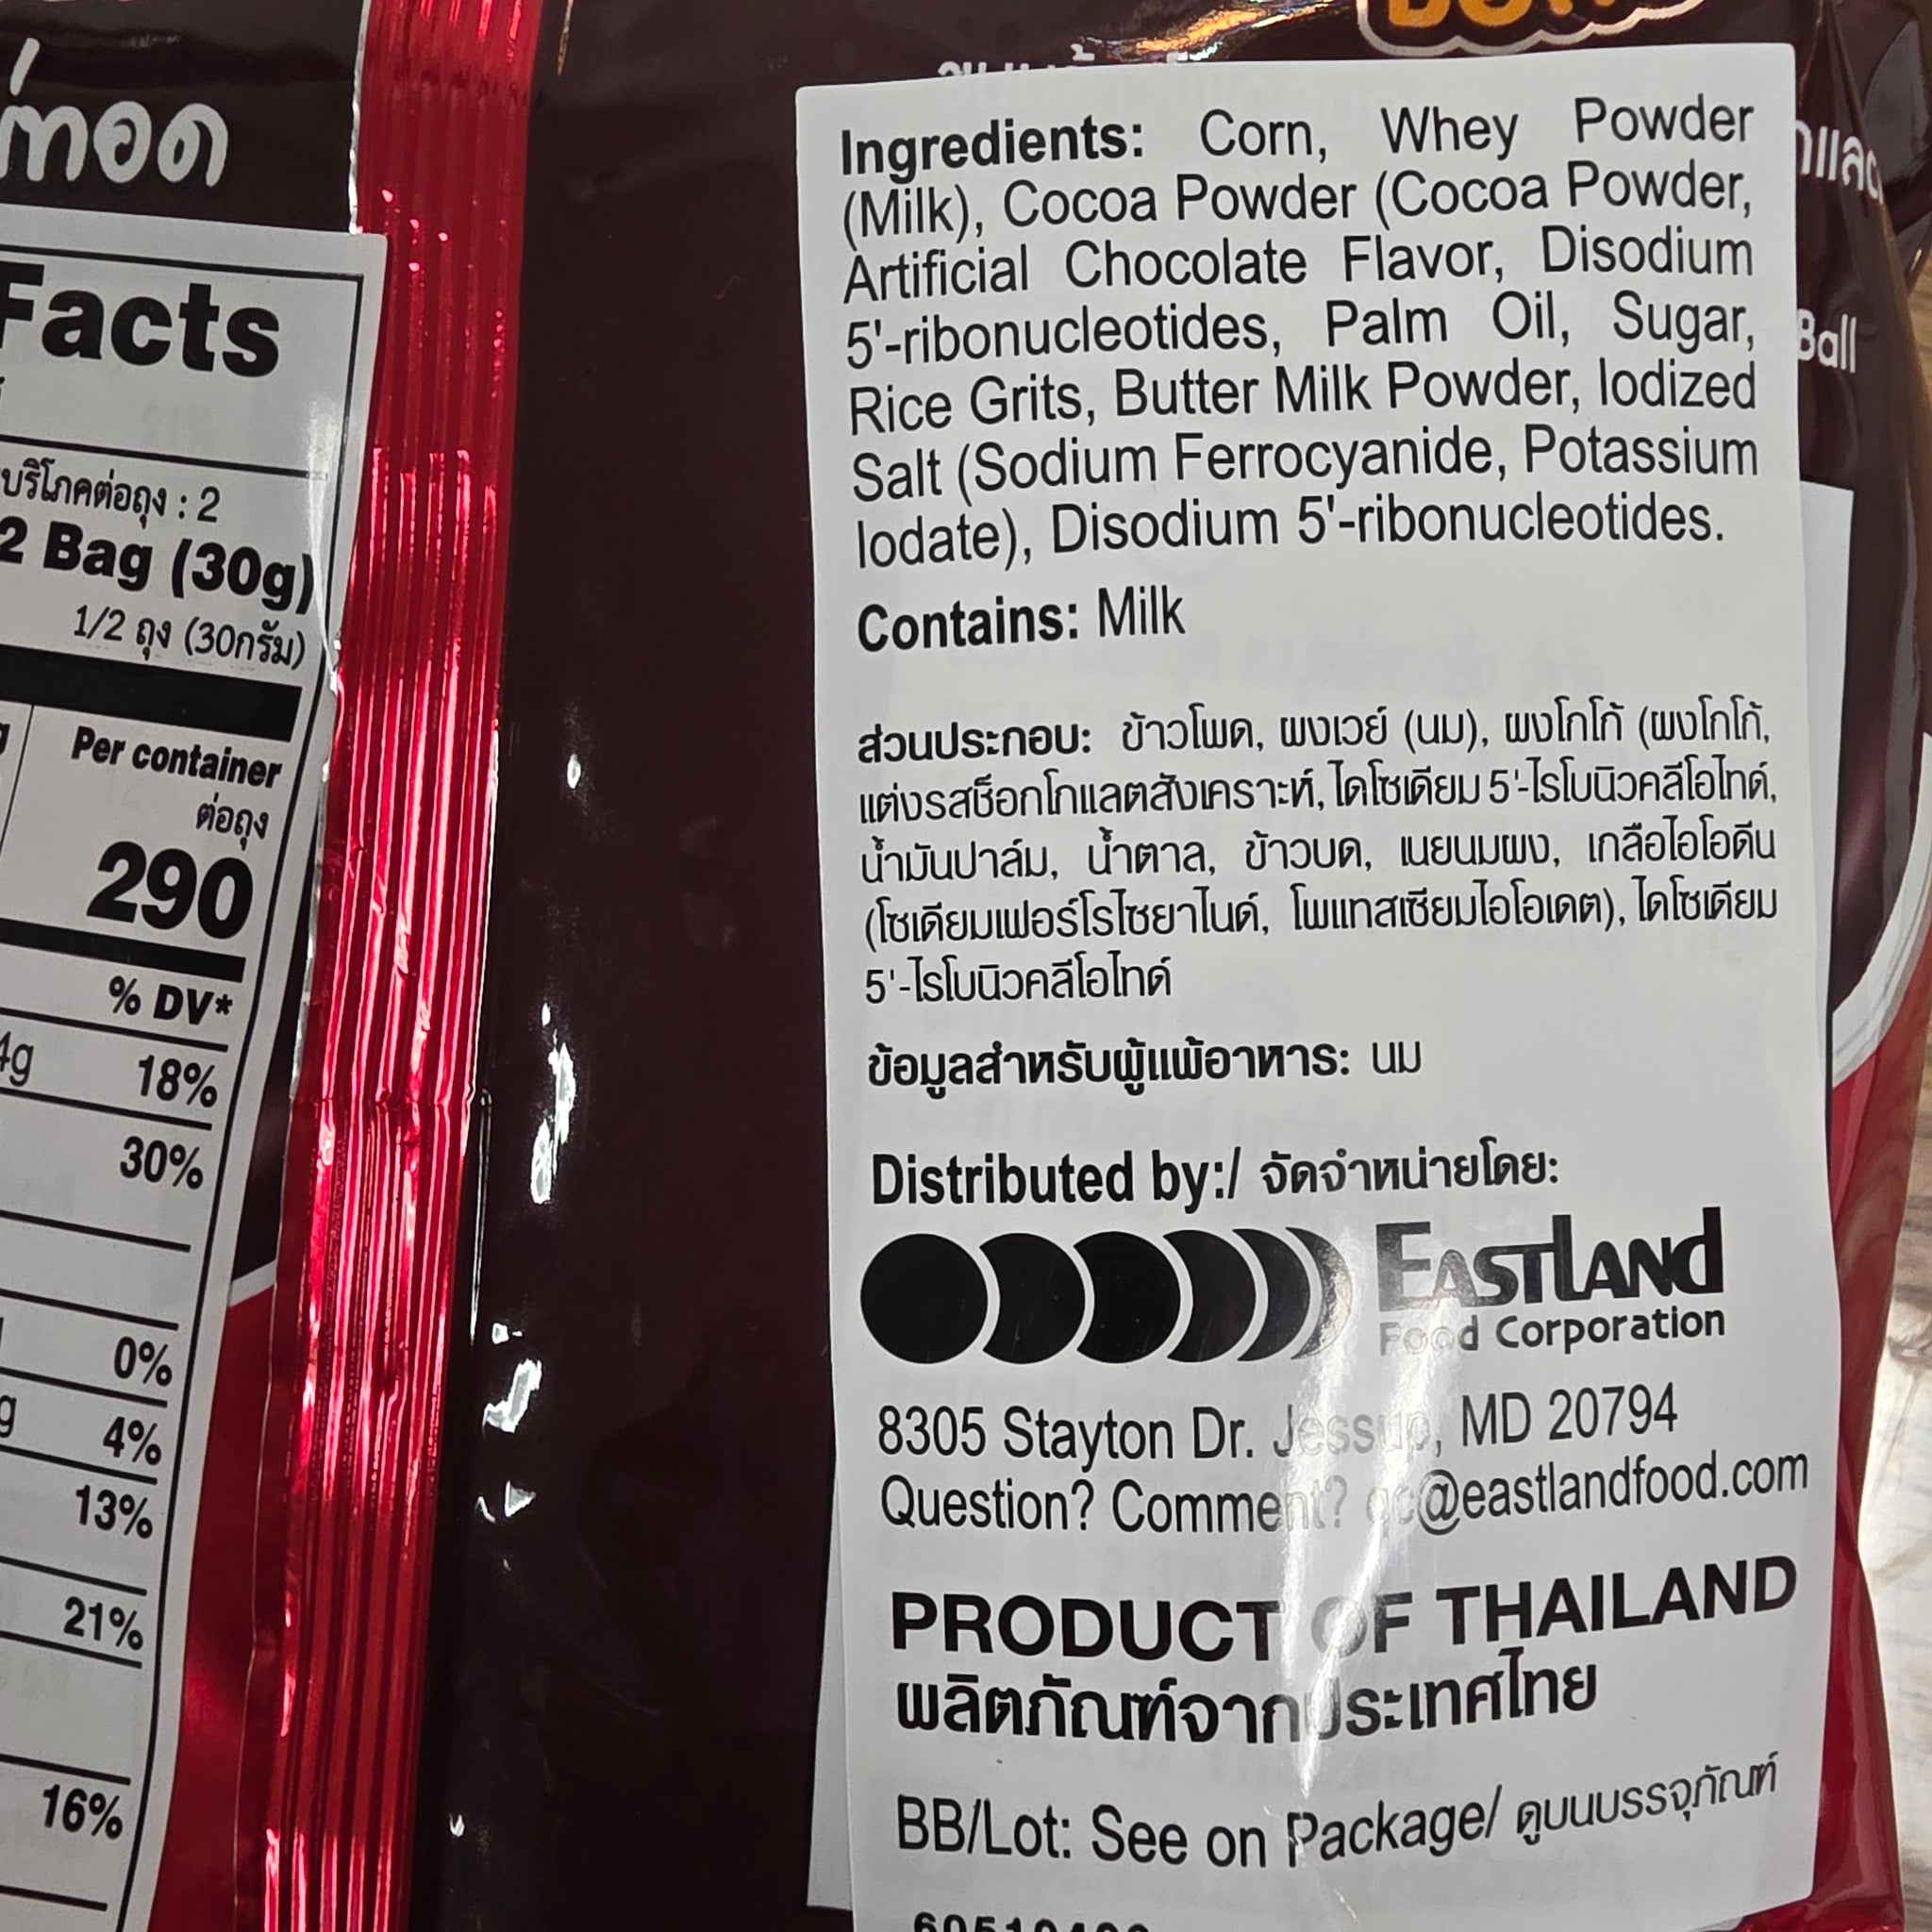 Facts
บริโภคต่อถุง : 2
2 Bag (30g)
1/2 ถุง (30กรัม)
Per container
ต่อถุง
290
% DV*
18%
30%
0%
4%
13%
21%
16%
Ingredients: Corn, Whey Powder
(Milk), Cocoa Powder (Cocoa Powder,
Artificial Chocolate Flavor, Disodium
5'-ribonucleotides, Palm Oil, Sugar,
Rice Grits, Butter Milk Powder, Iodized
Salt (Sodium Ferrocyanide, Potassium
Iodate), Disodium 5'-ribonucleotides.
Contains: Milk
ส่วนประกอบ: ข้าวโพด, ผงเวย์ (นม), ผงโกโก้ (ผงโกโก้,
แต่งรสช็อกโกแลตสังเคราะห์, ไดโซเดียม 5'-ไรโบนิวคลีโอไทด์,
น้ำมันปาล์ม, น้ำตาล, ข้าวบด, เนยนมผง, เกลือไอโอดีน
(โซเดียมเฟอร์โรไซยาไนด์, โพแทสเซียมไอโอเดต), ไดโซเดียม
5'-ไรโบนิวคลีโอไทด์
ข้อมูลสำหรับผู้แพ้อาหาร: นม
Distributed by:/ จัดจำหน่ายโดย:
EASTLAND
Food Corporation
8305 Stayton Dr. Jessup, MD 20794
Question? Comment? qc@eastlandfood.com
PRODUCT OF THAILAND
ผลิตภัณฑ์จากประเทศไทย
BB/Lot: See on Package/ ดูบนบรรจุภัณฑ์
Ball